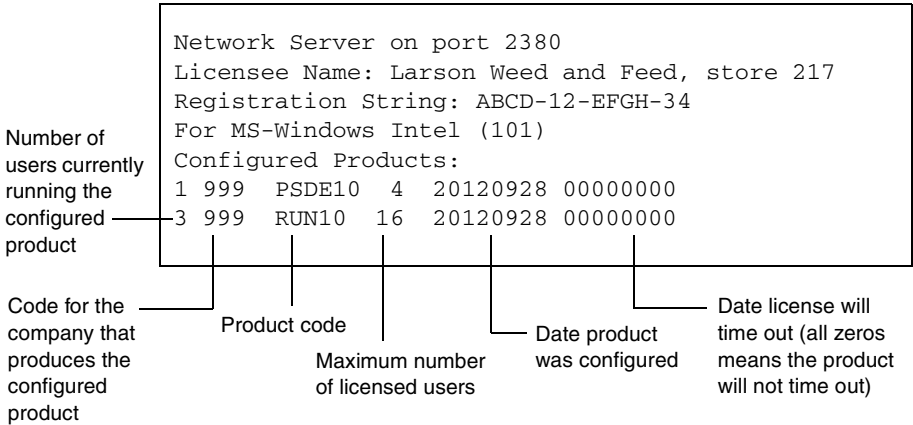 Network Server on port 2380
Licensee Name: Larson Weed and Feed, store 217
Registration String: ABCD-12-EFGH-34
For MS-Windows Intel (101)
Configured Products:
1 999 PSDE10 4 20120928 00000000
3 999 RUN10 16 20120928 00000000
Number of
users currently
running the
configured
product
Code for the
company that
produces the
configured
product
Product code
Maximum number
of licensed users
Date product
was configured
Date license will
time out (all zeros
means the product
will not time out)